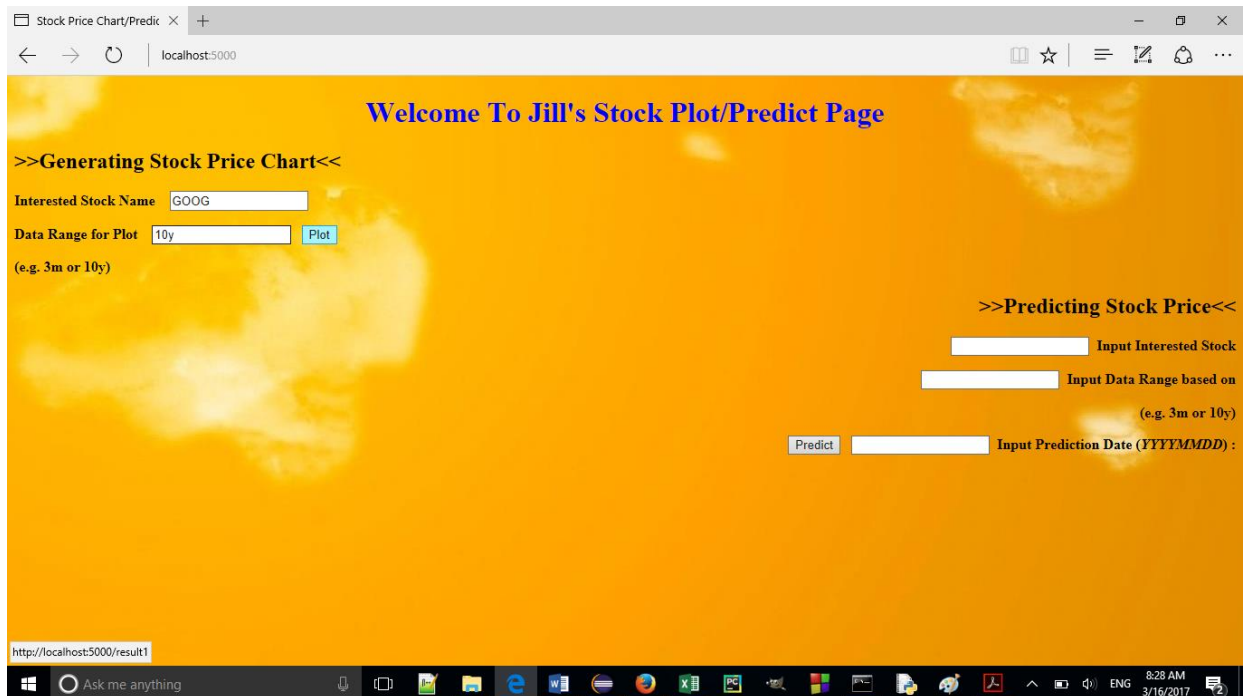 Stock Price Chart/Predic
localhost:5000
Welcome To Jill's Stock Plot/Predict Page
>>Generating Stock Price Chart<<
Interested Stock Name GOOG
Data Range for Plot 10y Plot
(e.g. 3m or 10y)
>>Predicting Stock Price<<
Input Interested Stock
Input Data Range based on
(e.g. 3m or 10y)
Predict Input Prediction Date (YYYYMMDD) :
http://localhost:5000/result1
Ask me anything
ENG
8:28 AM
3/16/2017